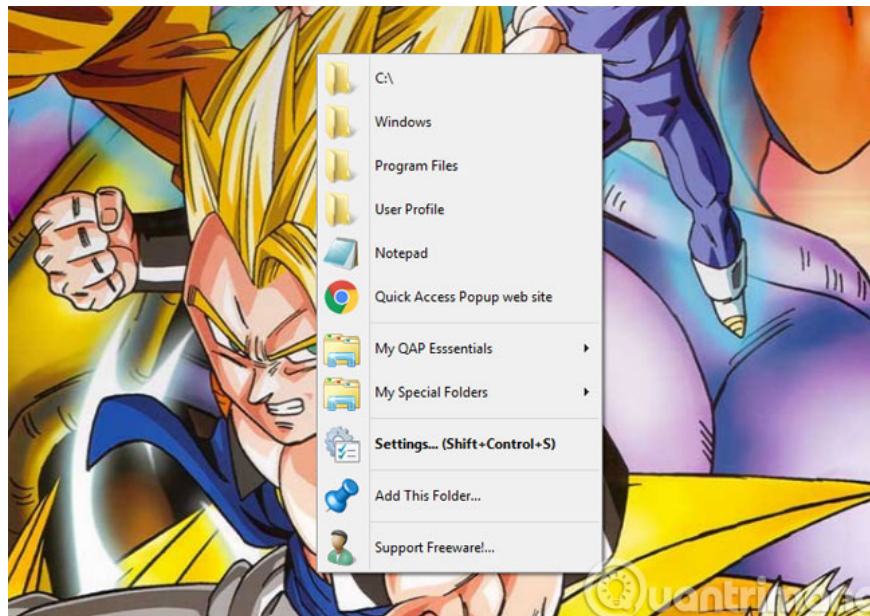 C:\
Windows
Program Files
User Profile
Notepad
Quick Access Popup web site
My QAP Esssentials
My Special Folders
Settings... (Shift+Control+S)
Add This Folder...
Support Freeware!...